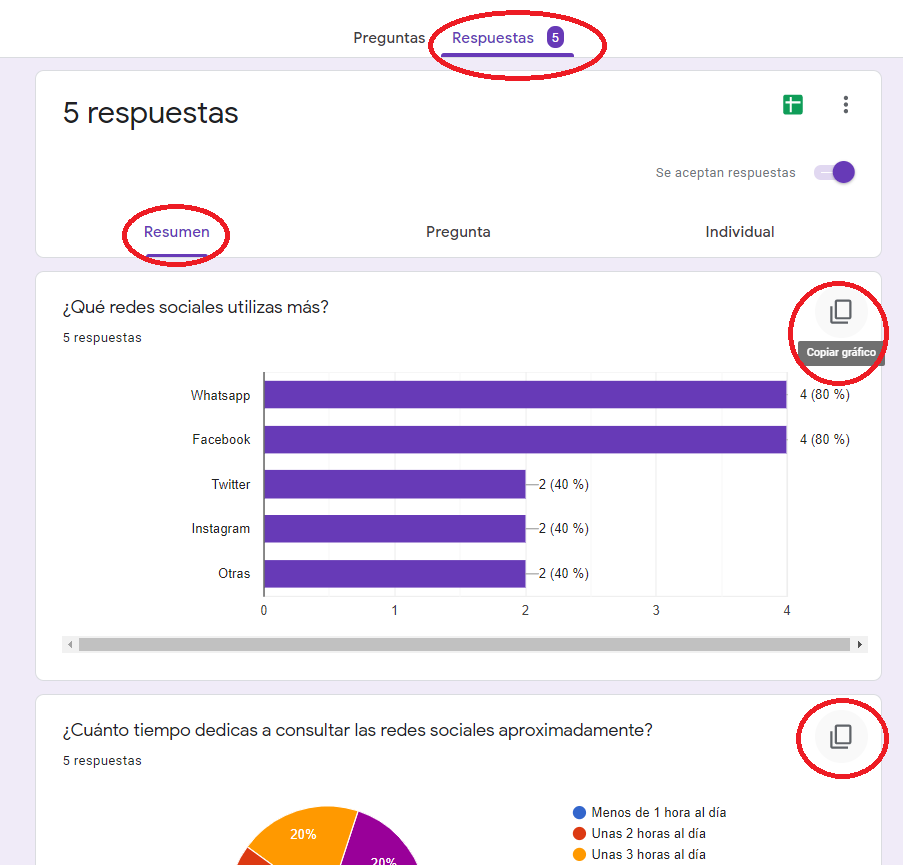 Preguntas Respuestas 5
5 respuestas
Se aceptan respuestas
Resumen Pregunta Individual
¿Qué redes sociales utilizas más?
5 respuestas
Copiar gráfico
Whatsapp 4 (80 %)
Facebook 4 (80 %)
Twitter 2 (40 %)
Instagram 2 (40 %)
Otras 2 (40 %)
0 1 2 3 4
¿Cuánto tiempo dedicas a consultar las redes sociales aproximadamente?
5 respuestas
Menos de 1 hora al día
20% Unas 2 horas al día
20% Unas 3 horas al día